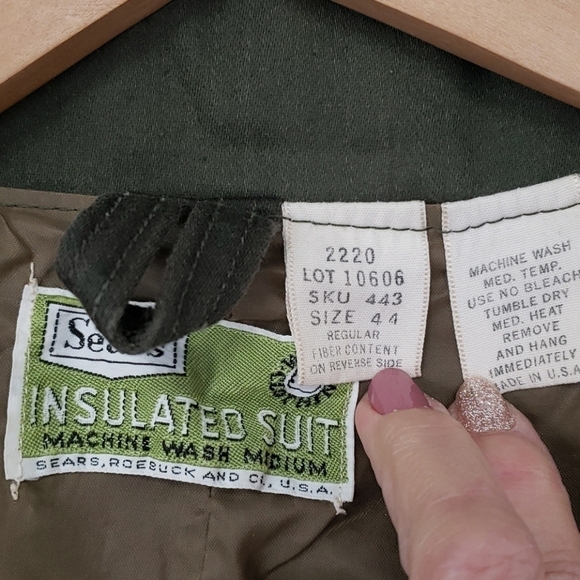 Sears
INSULATED SUIT
MACHINE WASH MIDIUM
SEARS, ROEBUCK AND CO., U.S.A.
2220
LOT 10606
SKU 443
SIZE 44
REGULAR
FIBER CONTENT
ON REVERSE SIDE
MACHINE WASH
MED. TEMP.
USE NO BLEACH
TUMBLE DRY
MED. HEAT
REMOVE
AND HANG
IMMEDIATELY
MADE IN U.S.A.